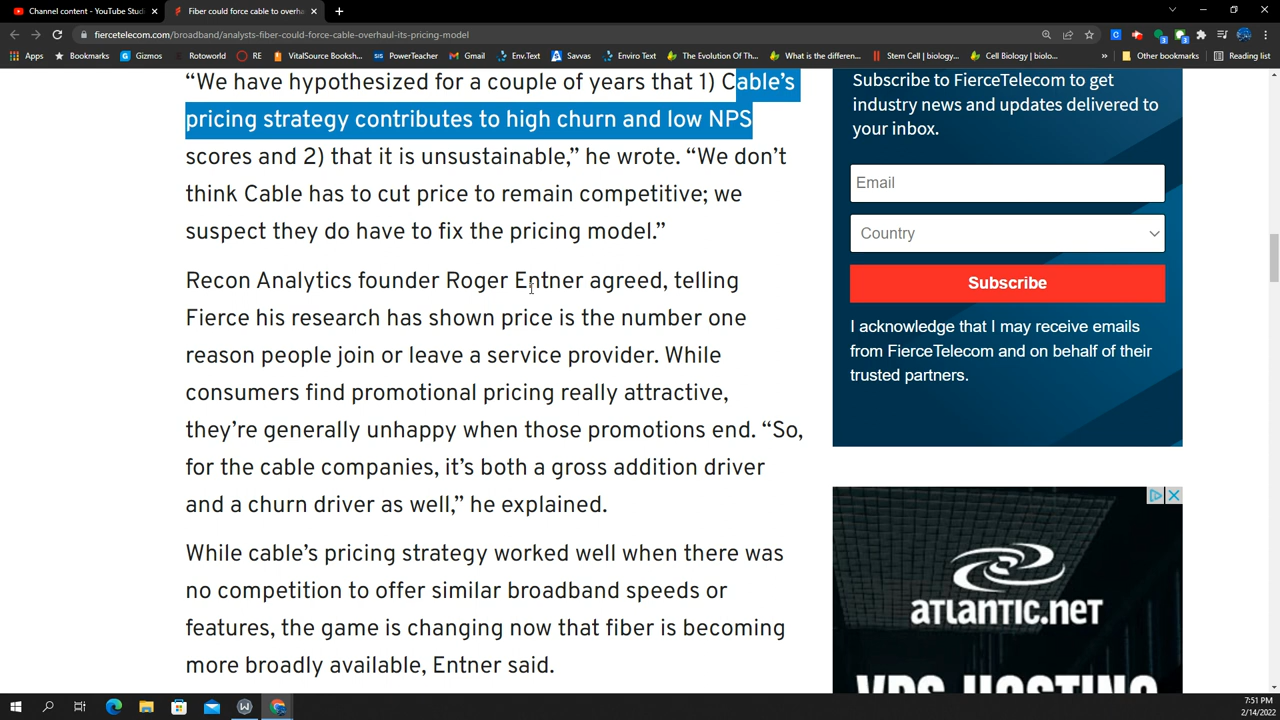 Channel content - YouTube Studi
Fiber could force cable to overha
fiercetelecom.com/broadband/analysts-fiber-could-force-cable-overhaul-its-pricing-model
Apps
Bookmarks
Gizmos
Rotoworld
RE
VitalSource Booksh...
SIS PowerTeacher
Gmail
Env.Text
Savvas
Enviro Text
The Evolution Of Th...
What is the differen...
Stem Cell | biology...
Cell Biology | biolo...
»
Other bookmarks
Reading list
“We have hypothesized for a couple of years that 1) Cable’s
pricing strategy contributes to high churn and low NPS
scores and 2) that it is unsustainable,” he wrote. “We don’t
think Cable has to cut price to remain competitive; we
suspect they do have to fix the pricing model.”
Recon Analytics founder Roger Entner agreed, telling
Fierce his research has shown price is the number one
reason people join or leave a service provider. While
consumers find promotional pricing really attractive,
they’re generally unhappy when those promotions end. “So,
for the cable companies, it’s both a gross addition driver
and a churn driver as well,” he explained.
While cable’s pricing strategy worked well when there was
no competition to offer similar broadband speeds or
features, the game is changing now that fiber is becoming
more broadly available, Entner said.
Subscribe to FierceTelecom to get
industry news and updates delivered to
your inbox.
Email
Country
Subscribe
I acknowledge that I may receive emails
from FierceTelecom and on behalf of their
trusted partners.
ATLANTIC.NET
VPS HOSTING
7:51 PM
2/14/2022